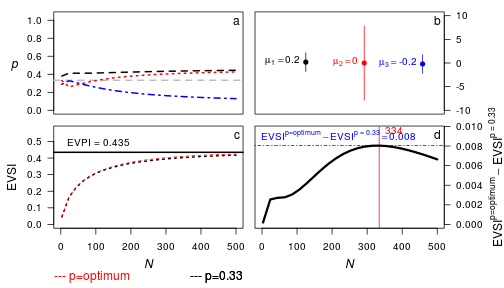 a
p
1.0
0.8
0.6
0.4
0.2
0.0
b
μ1 = 0.2
μ2 = 0
μ3 = -0.2
10
5
0
-5
-10
c
EVPI = 0.435
EVSI
0.5
0.4
0.3
0.2
0.1
0.0
0 100 200 300 400 500
N
d
334
EVSI^p=optimum − EVSI^p = 0.33 = 0.008
0.010
0.008
0.006
0.004
0.002
0.000
EVSI^p=optimum − EVSI^p = 0.33
0 100 200 300 400 500
N
--- p=optimum
--- p=0.33